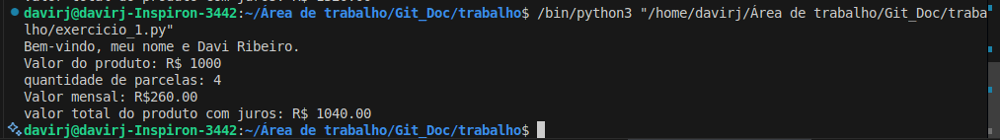 davirj@davirj-Inspiron-3442:~/Área de trabalho/Git_Doc/trabalho$ /bin/python3 "/home/davirj/Área de trabalho/Git_Doc/traba
lho/exercicio_1.py"
Bem-vindo, meu nome e Davi Ribeiro.
Valor do produto: R$ 1000
quantidade de parcelas: 4
Valor mensal: R$260.00
valor total do produto com juros: R$ 1040.00
davirj@davirj-Inspiron-3442:~/Área de trabalho/Git_Doc/trabalho$